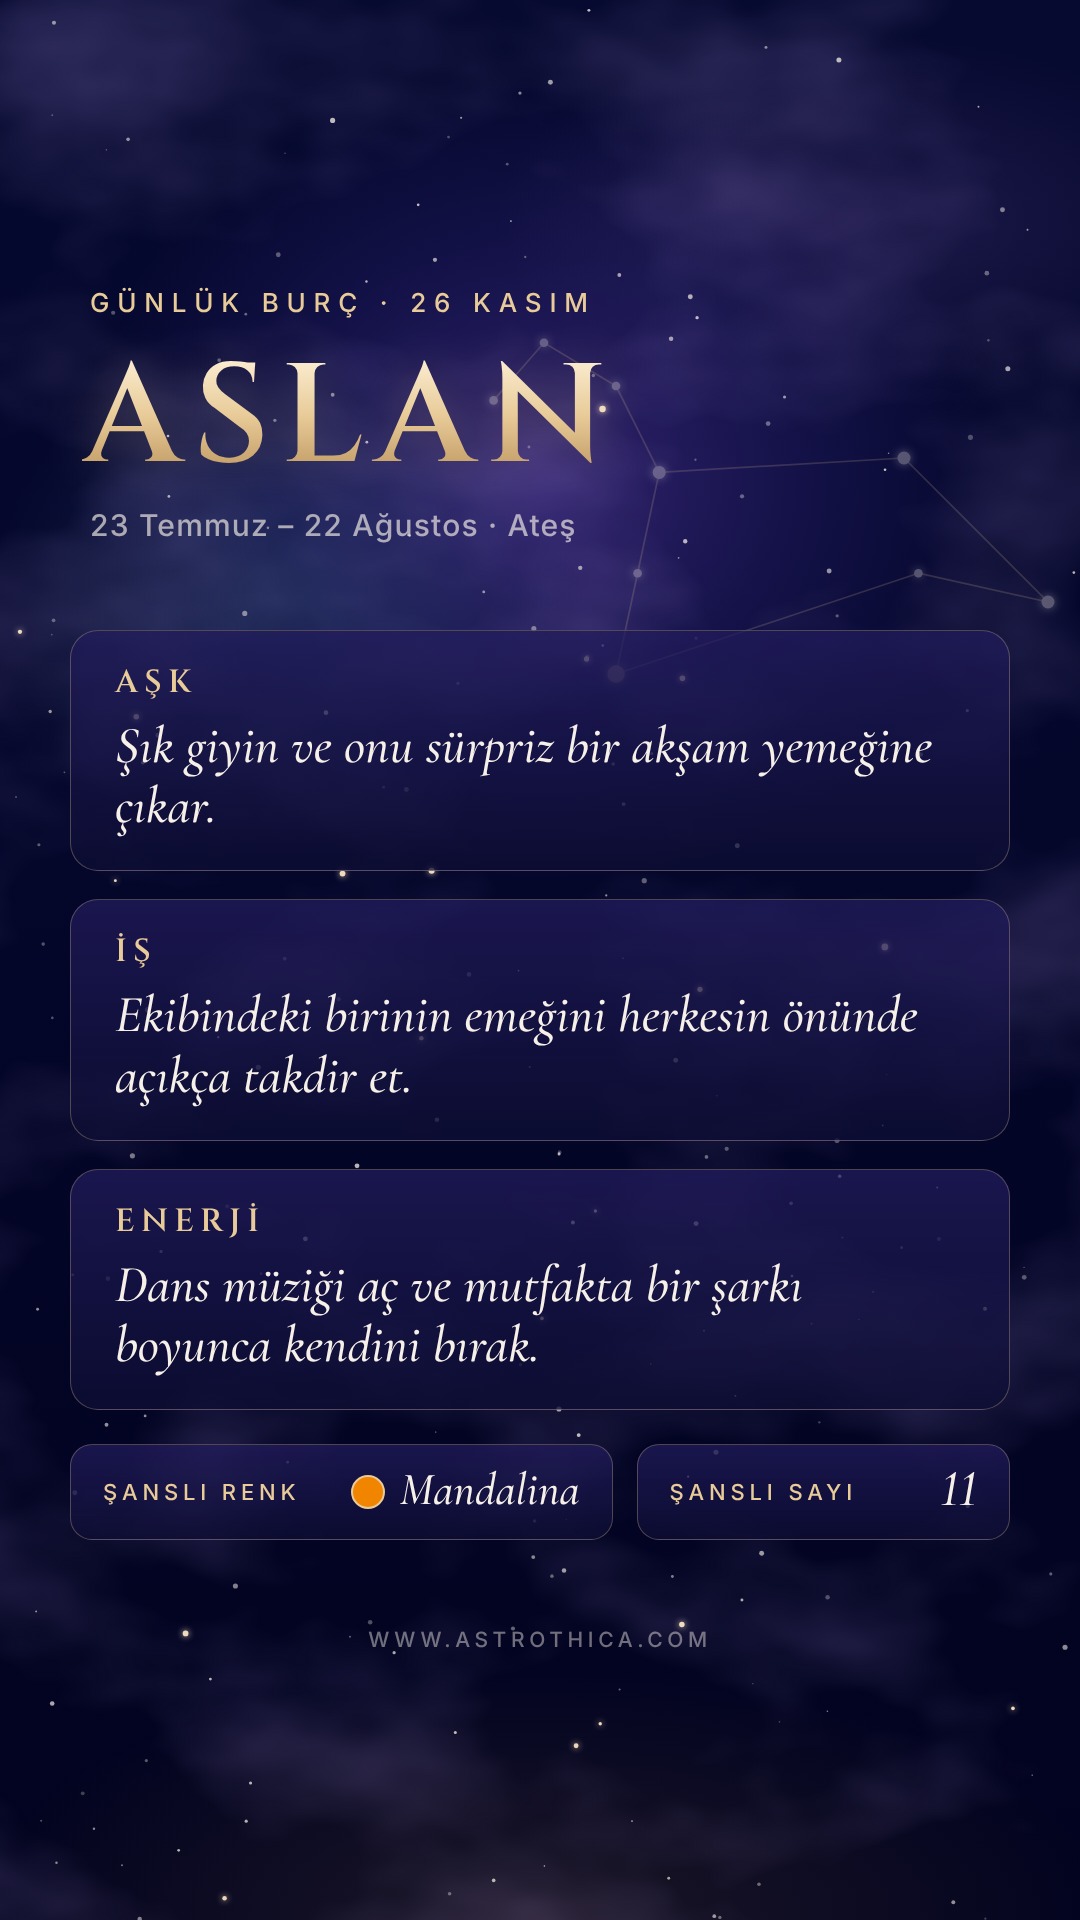 GÜNLÜK BURÇ · 26 KASIM
ASLAN
23 Temmuz – 22 Ağustos · Ateş
AŞK
Şık giyin ve onu sürpriz bir akşam yemeğine
çıkar.
İŞ
Ekibindeki birinin emeğini herkesin önünde
açıkça takdir et.
ENERJİ
Dans müziği aç ve mutfakta bir şarkı
boyunca kendini bırak.
ŞANSLI RENK Mandalina
ŞANSLI SAYI 11
WWW.ASTROTHICA.COM